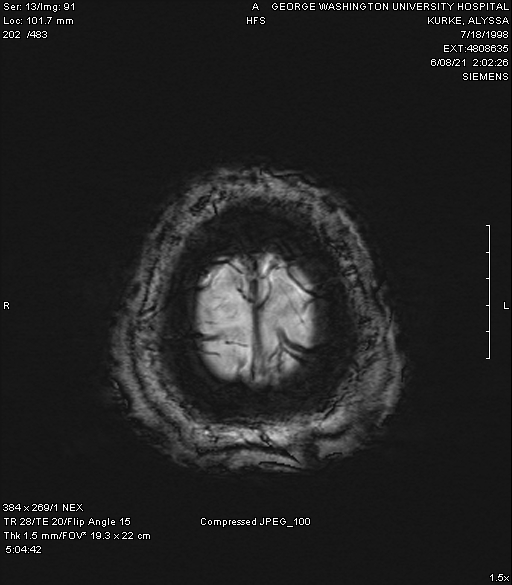 Ser: 13/Img: 91
Loc: 101.7 mm
202 /483
A
HFS
GEORGE WASHINGTON UNIVERSITY HOSPITAL
KURKE, ALYSSA
7/18/1998
EXT:4808635
6/08/21 2:02:26
SIEMENS
R
L
384 x 269/1 NEX
TR 28/TE 20/Flip Angle 15
Thk 1.5 mm/FOV* 19.3 x 22 cm
5:04:42
Compressed JPEG_100
1.5x